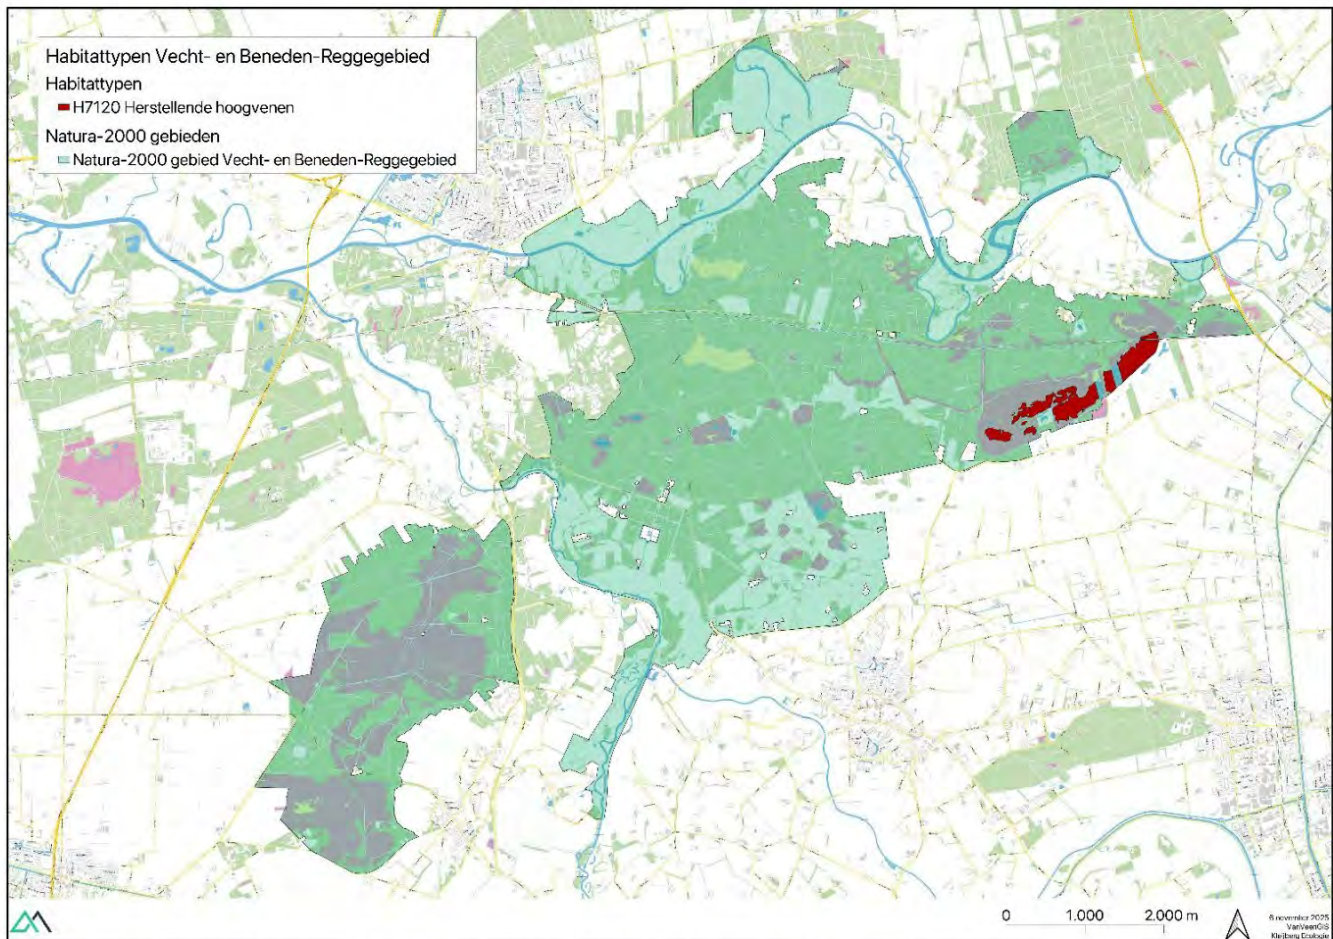 Habitattypen Vecht- en Beneden-Reggegebied
Habitattypen
H7120 Herstellende hoogvenen
Natura-2000 gebieden
Natura-2000 gebied Vecht- en Beneden-Reggegebied
0 1.000 2.000 m
6 november 2025
VanVeenGIS
Kleijberg Ecologie